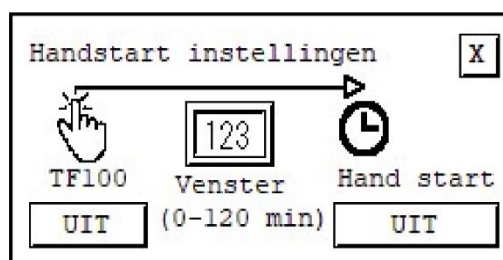 Handstart instellingen X
123
TF100 Venster Hand start
UIT (0-120 min) UIT